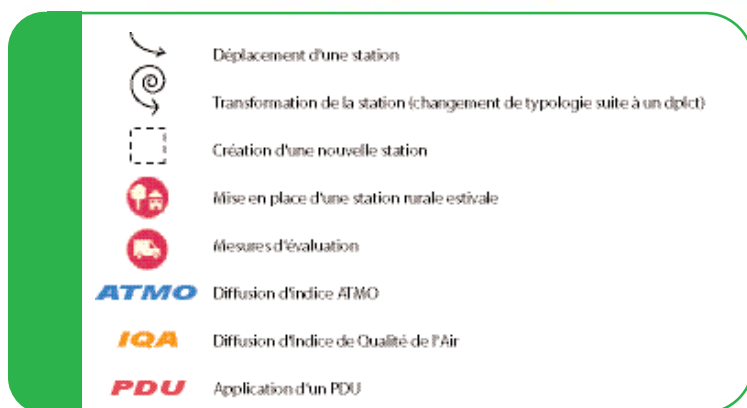 Déplacement d'une station
Transformation de la station (changement de typologie suite à un dplct)
Création d'une nouvelle station
Mise en place d'une station rurale estivale
Mesures d'évaluation
ATMO Diffusion d'indice ATMO
IQA Diffusion d'Indice de Qualité de l'Air
PDU Application d'un PDU